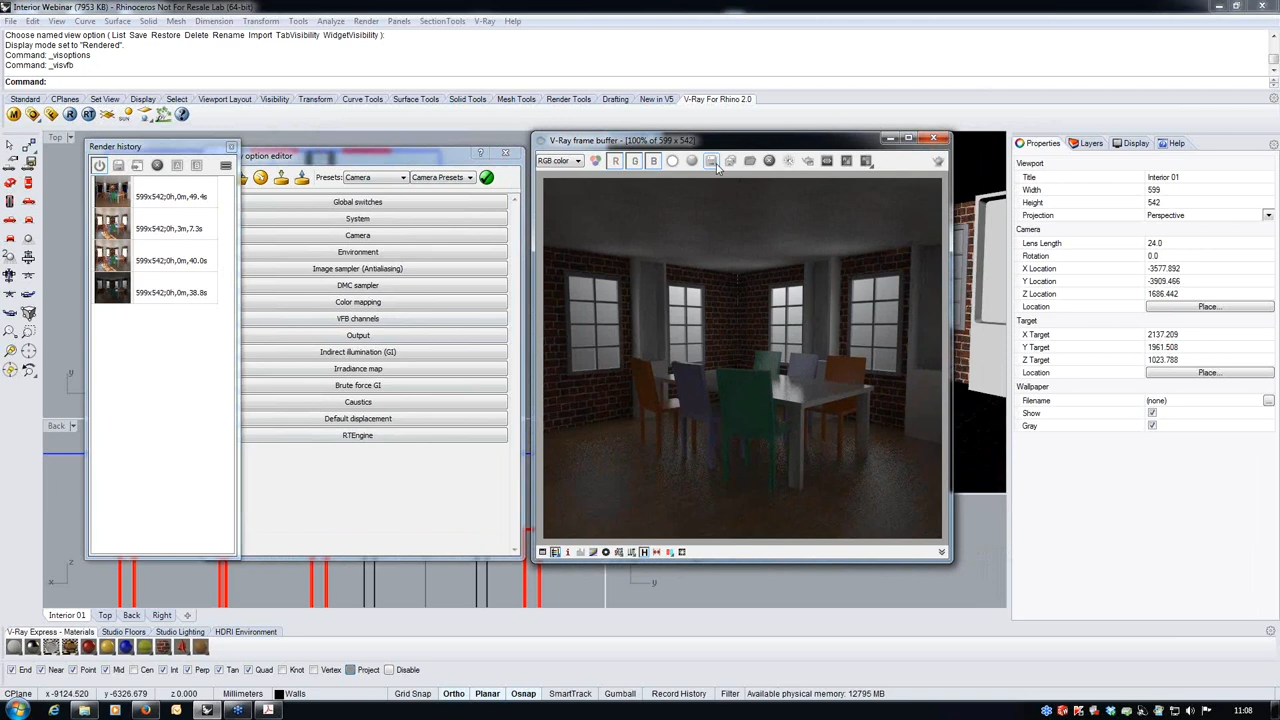 Interior Webinar (7953 KB) - Rhinoceros Not For Resale Lab (64-bit)
File Edit View Curve Surface Solid Mesh Dimension Transform Tools Analyze Render Panels SectionTools V-Ray Help
Choose named view option ( List Save Restore Delete Rename Import TabVisibility WidgetVisibility ):
Display mode set to "Rendered".
Command: _visoptions
Command: _visvfb
Command:
Standard CPlanes Set View Display Select Viewport Layout Visibility Transform Curve Tools Surface Tools Solid Tools Mesh Tools Render Tools Drafting New in V5 V-Ray For Rhino 2.0
Top
Render history
option editor
V-Ray frame buffer - [100% of 599 x 542]
Properties Layers Display Help
RGB color R G B
Presets: Camera Camera Presets
599x542;0h,0m,49.4s
599x542;0h,3m,7.3s
599x542;0h,0m,40.0s
599x542;0h,0m,38.8s
Global switches
System
Camera
Environment
Image sampler (Antialiasing)
DMC sampler
Color mapping
VFB channels
Output
Indirect illumination (GI)
Irradiance map
Brute force GI
Caustics
Default displacement
RTEngine
Viewport
Title Interior 01
Width 599
Height 542
Projection Perspective
Camera
Lens Length 24.0
Rotation 0.0
X Location -3577.892
Y Location -3909.466
Z Location 1686.442
Location Place...
Target
X Target 2137.209
Y Target 1961.508
Z Target 1023.788
Location Place...
Wallpaper
Filename (none) ...
Show
Gray
Back
y
z
x
y
Interior 01 Top Back Right
V-Ray Express - Materials Studio Floors Studio Lighting HDRI Environment
End Near Point Mid Cen Int Perp Tan Quad Knot Vertex Project Disable
CPlane x -9124.520 y -6326.679 z 0.000 Millimeters Walls Grid Snap Ortho Planar Osnap SmartTrack Gumball Record History Filter Available physical memory: 12795 MB
11:08